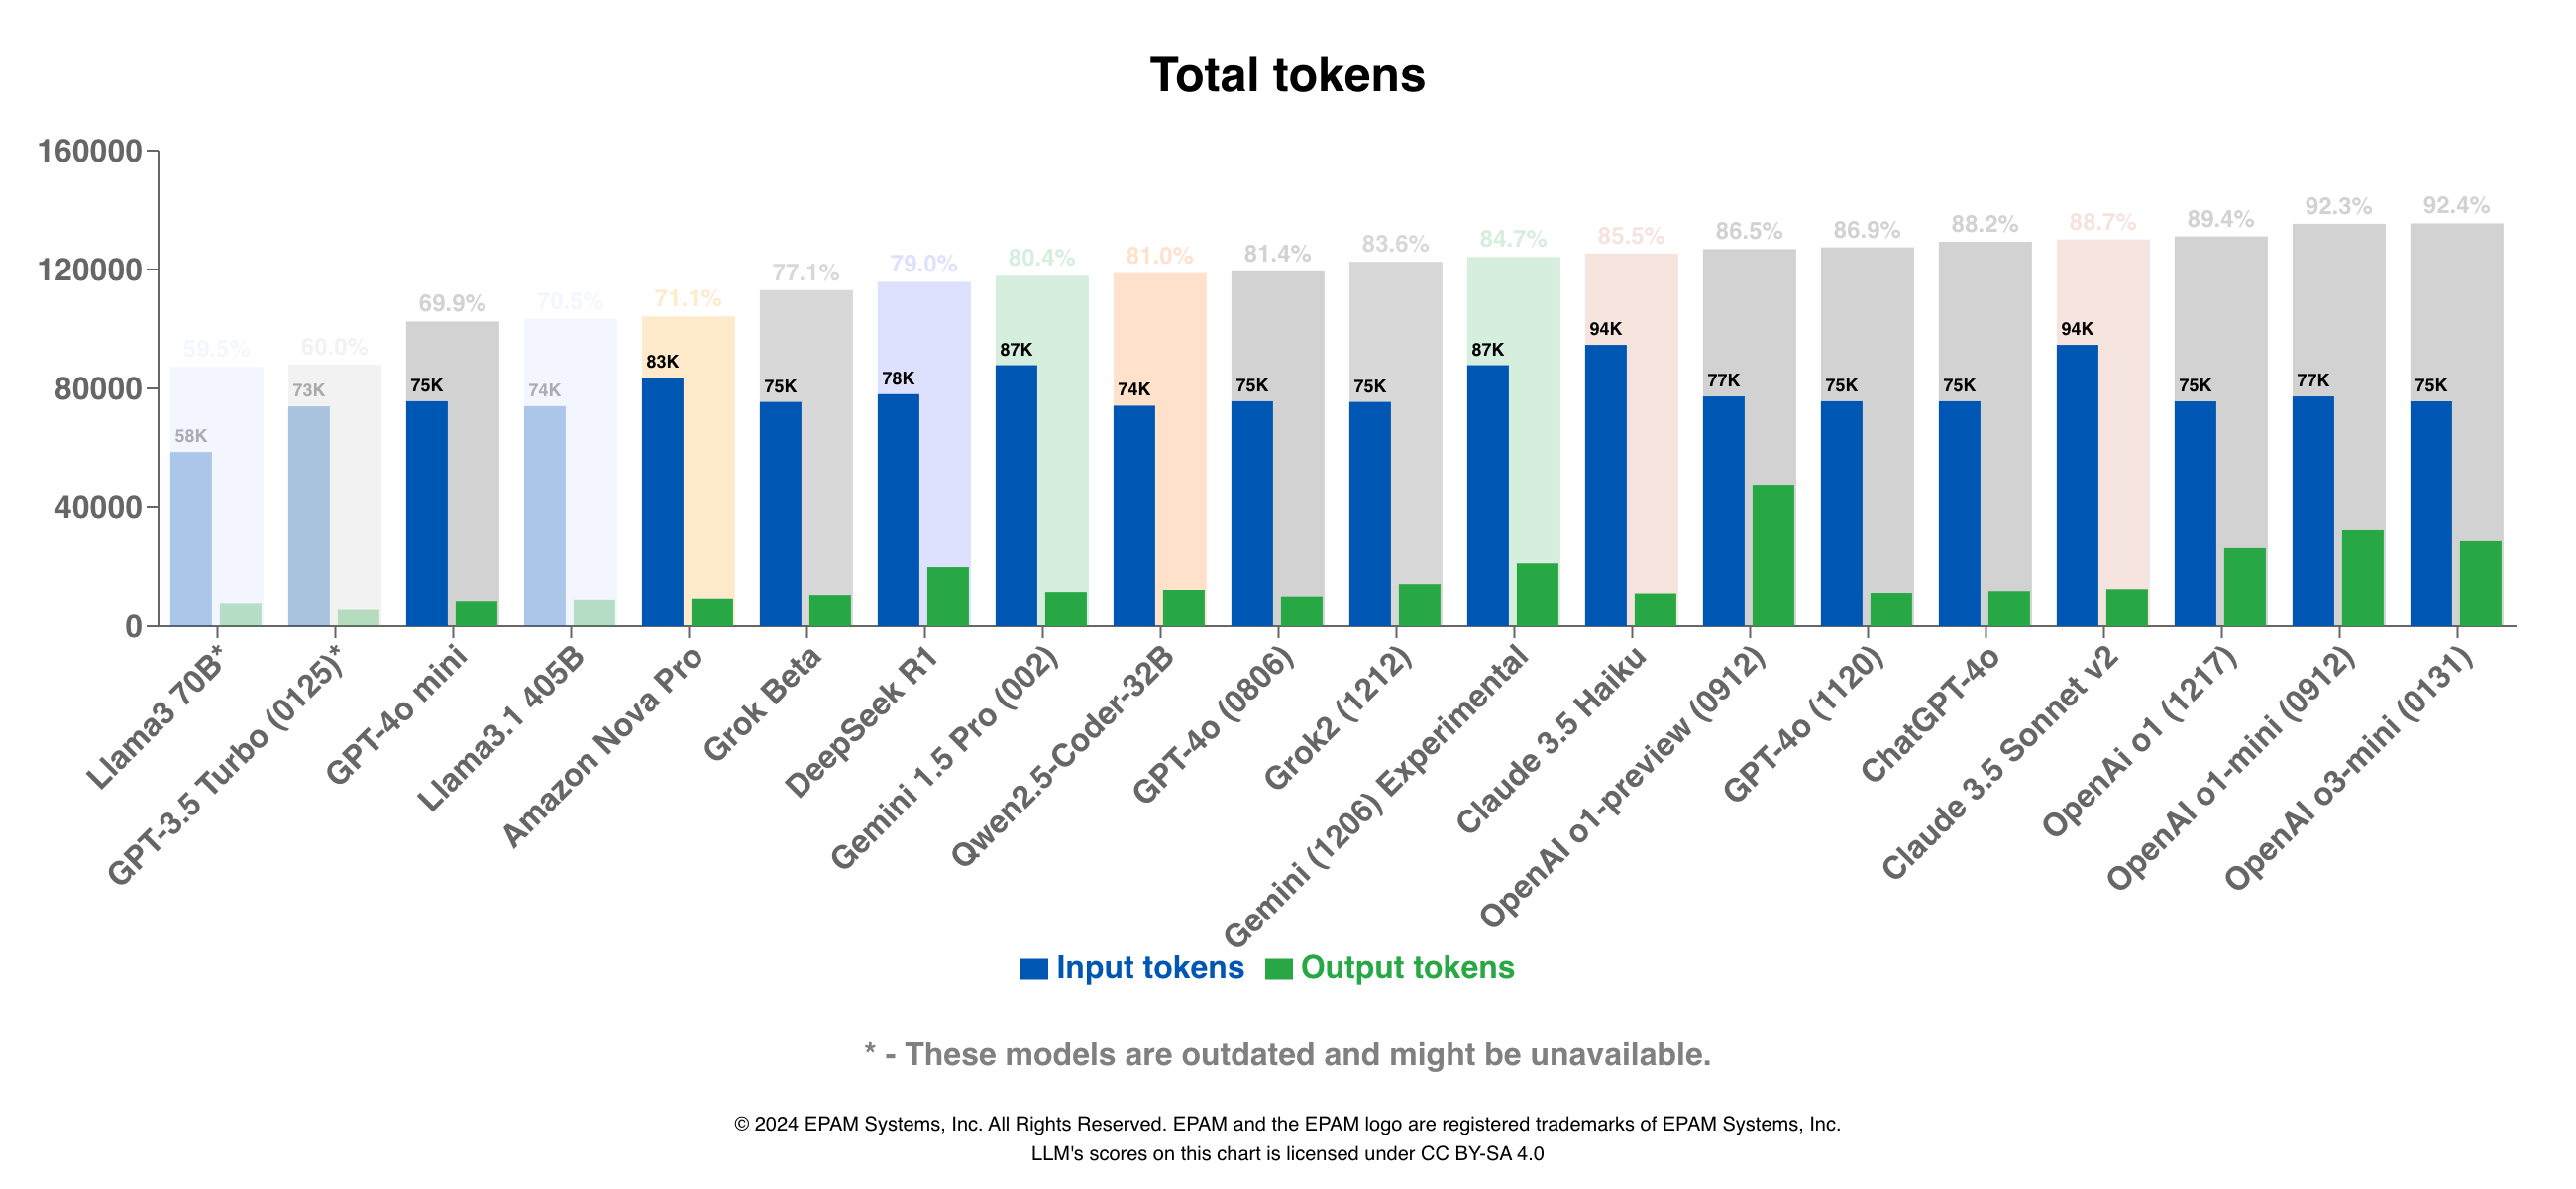 Total tokens
160000
120000
80000
40000
0
59.5%
60.0%
69.9%
70.5%
71.1%
77.1%
79.0%
80.4%
81.0%
81.4%
83.6%
84.7%
85.5%
86.5%
86.9%
88.2%
88.7%
89.4%
92.3%
92.4%
58K
73K
75K
74K
83K
75K
78K
87K
74K
75K
75K
87K
94K
77K
75K
75K
94K
75K
77K
75K
Llama3 70B*
GPT-3.5 Turbo (0125)*
GPT-4o mini
Llama3.1 405B
Amazon Nova Pro
Grok Beta
DeepSeek R1
Gemini 1.5 Pro (002)
Qwen2.5-Coder-32B
GPT-4o (0806)
Grok2 (1212)
Gemini (1206) Experimental
Claude 3.5 Haiku
OpenAI o1-preview (0912)
GPT-4o (1120)
ChatGPT-4o
Claude 3.5 Sonnet v2
OpenAi o1 (1217)
OpenAI o1-mini (0912)
OpenAI o3-mini (0131)
Input tokens
Output tokens
* - These models are outdated and might be unavailable.
© 2024 EPAM Systems, Inc. All Rights Reserved. EPAM and the EPAM logo are registered trademarks of EPAM Systems, Inc.
LLM's scores on this chart is licensed under CC BY-SA 4.0